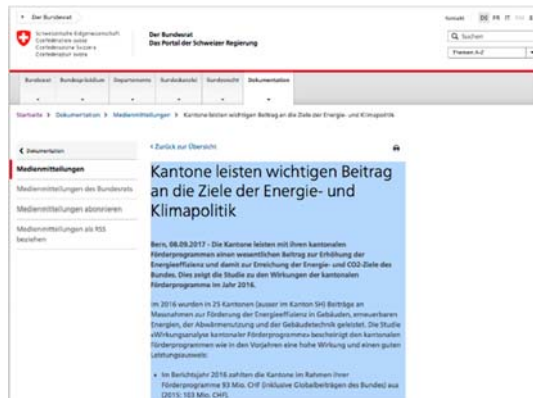 Der Bundesrat
Kontakt DE FR IT
Schweizerische Eidgenossenschaft
Confédération suisse
Confederazione Svizzera
Confederaziun svizra
Der Bundesrat
Das Portal der Schweizer Regierung
Suchen
Themen A-Z
Bundesrat Bundespräsidium Departemente Bundeskanzlei Bundesrecht Dokumentation
Startseite > Dokumentation > Medienmitteilungen > Kantone leisten wichtigen Beitrag an die Ziele der Energie- und Klimapolitik
Dokumentation
Zurück zur Übersicht
Medienmitteilungen
Medienmitteilungen des Bundesrats
Medienmitteilungen abonnieren
Medienmitteilungen als RSS
beziehen
Kantone leisten wichtigen Beitrag
an die Ziele der Energie- und
Klimapolitik
Bern, 08.09.2017 - Die Kantone leisten mit ihren kantonalen
Förderprogrammen einen wesentlichen Beitrag zur Erhöhung der
Energieeffizienz und damit zur Erreichung der Energie- und CO2-Ziele des
Bundes. Dies zeigt die Studie zu den Wirkungen der kantonalen
Förderprogramme im Jahr 2016.
Im 2016 wurden in 25 Kantonen (ausser im Kanton SH) Beiträge an
Massnahmen zur Förderung der Energieeffizienz in Gebäuden, erneuerbaren
Energien, der Abwärmenutzung und der Gebäudetechnik geleistet. Die Studie
«Wirkungsanalyse kantonaler Förderprogramme» bescheinigt den kantonalen
Förderprogrammen wie in den Vorjahren eine hohe Wirkung und einen guten
Leistungsausweis:
• Im Berichtsjahr 2016 zahlten die Kantone im Rahmen ihrer
Förderprogramme 93 Mio. CHF (inklusive Globalbeiträgen des Bundes) aus
(2015: 103 Mio. CHF).